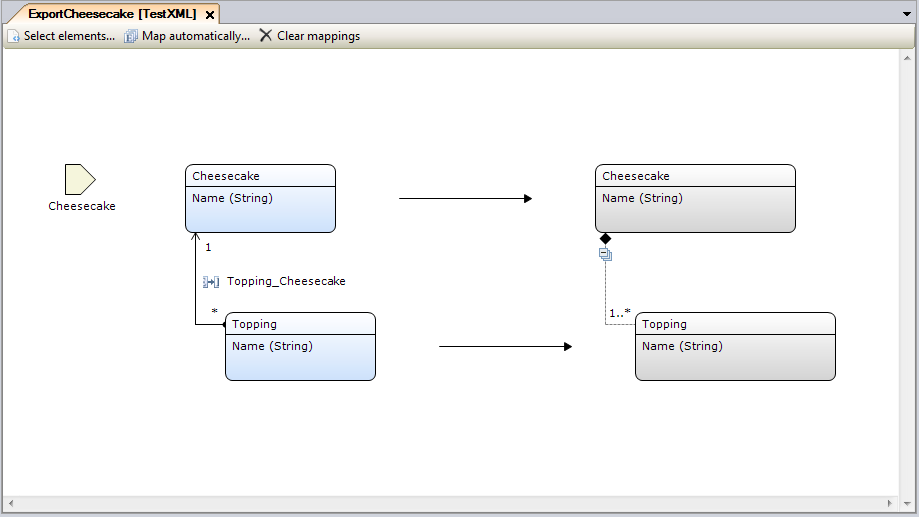 ExportCheesecake [TestXML]
Select elements... Map automatically... Clear mappings
Cheesecake
Cheesecake
Name (String)
1
Topping_Cheesecake
*
Topping
Name (String)
Cheesecake
Name (String)
1..*
Topping
Name (String)